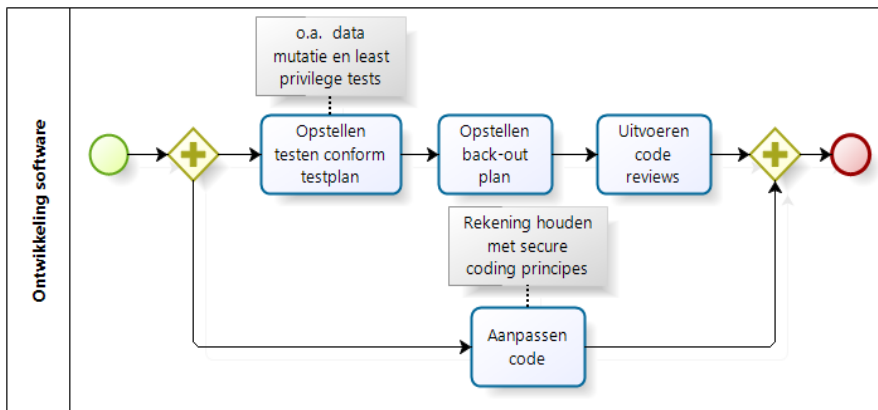 Ontwikkeling software
o.a. data
mutatie en least
privilege tests
Opstellen
testen conform
testplan
Opstellen
back-out
plan
Uitvoeren
code
reviews
Rekening houden
met secure
coding principes
Aanpassen
code